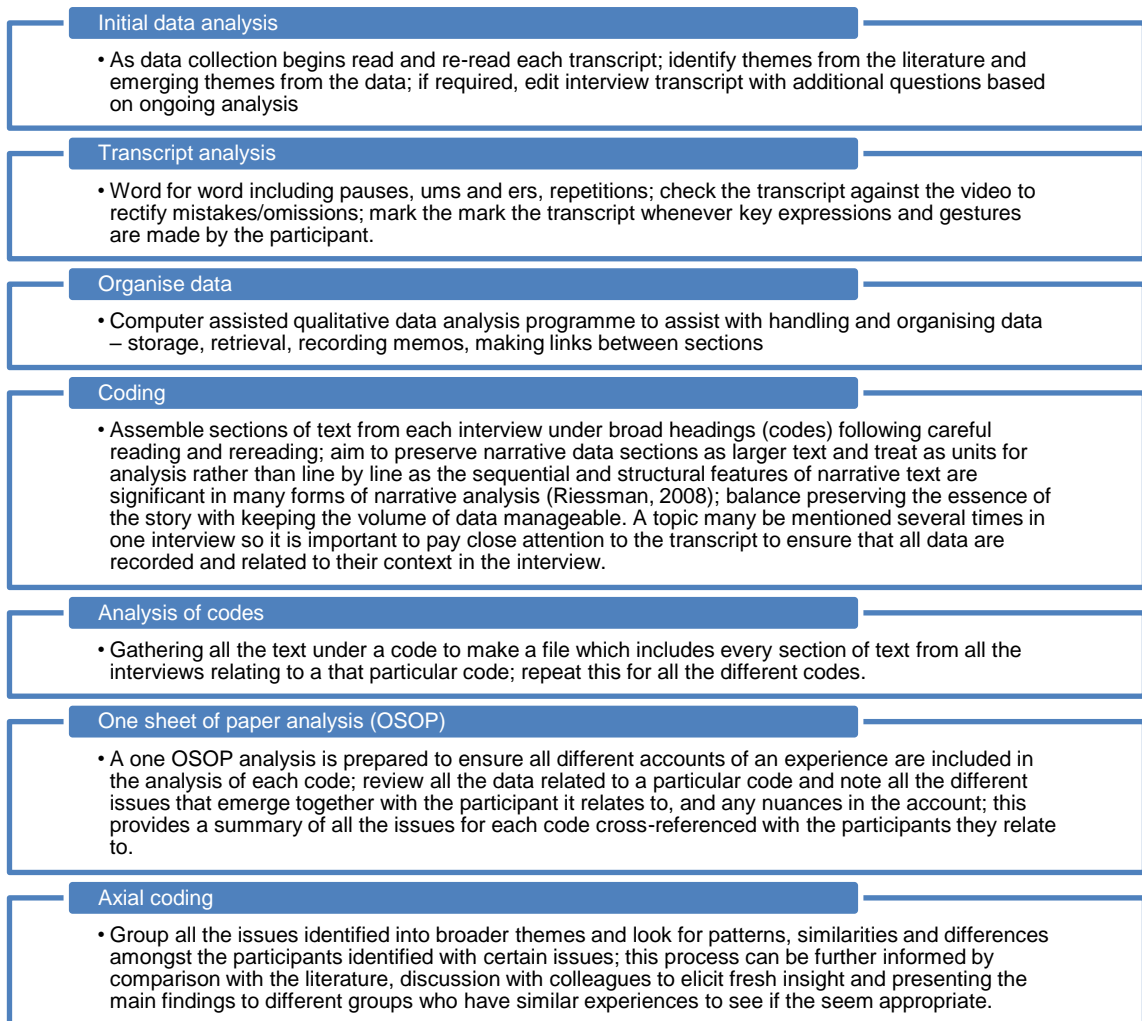 Initial data analysis
• As data collection begins read and re-read each transcript; identify themes from the literature and
emerging themes from the data; if required, edit interview transcript with additional questions based
on ongoing analysis
Transcript analysis
• Word for word including pauses, ums and ers, repetitions; check the transcript against the video to
rectify mistakes/omissions; mark the mark the transcript whenever key expressions and gestures
are made by the participant.
Organise data
• Computer assisted qualitative data analysis programme to assist with handling and organising data
– storage, retrieval, recording memos, making links between sections
Coding
• Assemble sections of text from each interview under broad headings (codes) following careful
reading and rereading; aim to preserve narrative data sections as larger text and treat as units for
analysis rather than line by line as the sequential and structural features of narrative text are
significant in many forms of narrative analysis (Riessman, 2008); balance preserving the essence of
the story with keeping the volume of data manageable. A topic many be mentioned several times in
one interview so it is important to pay close attention to the transcript to ensure that all data are
recorded and related to their context in the interview.
Analysis of codes
• Gathering all the text under a code to make a file which includes every section of text from all the
interviews relating to a that particular code; repeat this for all the different codes.
One sheet of paper analysis (OSOP)
• A one OSOP analysis is prepared to ensure all different accounts of an experience are included in
the analysis of each code; review all the data related to a particular code and note all the different
issues that emerge together with the participant it relates to, and any nuances in the account; this
provides a summary of all the issues for each code cross-referenced with the participants they relate
to.
Axial coding
• Group all the issues identified into broader themes and look for patterns, similarities and differences
amongst the participants identified with certain issues; this process can be further informed by
comparison with the literature, discussion with colleagues to elicit fresh insight and presenting the
main findings to different groups who have similar experiences to see if the seem appropriate.